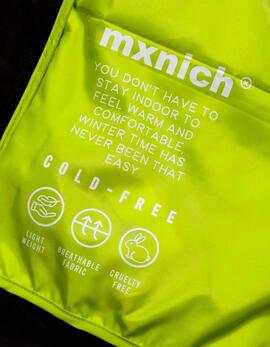 mxnich®
YOU DON'T HAVE TO
STAY INDOOR TO
FEEL WARM AND
COMFORTABLE
WINTER TIME HAS
NEVER BEEN THAT
EASY
COLD-FREE
LIGHT
WEIGHT
BREATHABLE
FABRIC
CRUELTY
FREE